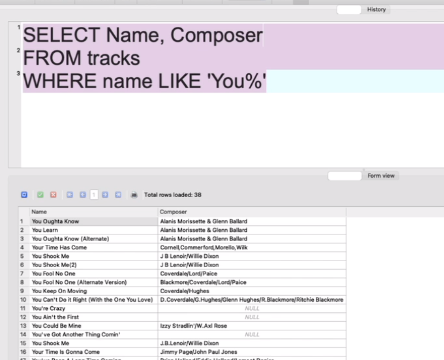 History
1 SELECT Name, Composer
2 FROM tracks
3 WHERE name LIKE 'You%'
Form view
Total rows loaded: 38
Name Composer
1 You Oughta Know Alanis Morissette & Glenn Ballard
2 You Learn Alanis Morissette & Glenn Ballard
3 You Oughta Know (Alternate) Alanis Morissette & Glenn Ballard
4 Your Time Has Come Cornell,Commerford,Morello,Wilk
5 You Shook Me J B Lenoir/Willie Dixon
6 You Shook Me(2) J B Lenoir/Willie Dixon
7 You Fool No One Coverdale/Lord/Paice
8 You Fool No One (Alternate Version) Blackmore/Coverdale/Lord/Paice
9 You Keep On Moving Coverdale/Hughes
10 You Can't Do it Right (With the One You Love) D.Coverdale/G.Hughes/Glenn Hughes/R.Blackmore/Ritchie Blackmore
11 You're Crazy NULL
12 You Ain't the First NULL
13 You Could Be Mine Izzy Stradlin'/W.Axl Rose
14 You've Got Another Thing Comin' NULL
15 You Shook Me J.B.Lenoir/Willie Dixon
16 Your Time Is Gonna Come Jimmy Page/John Paul Jones